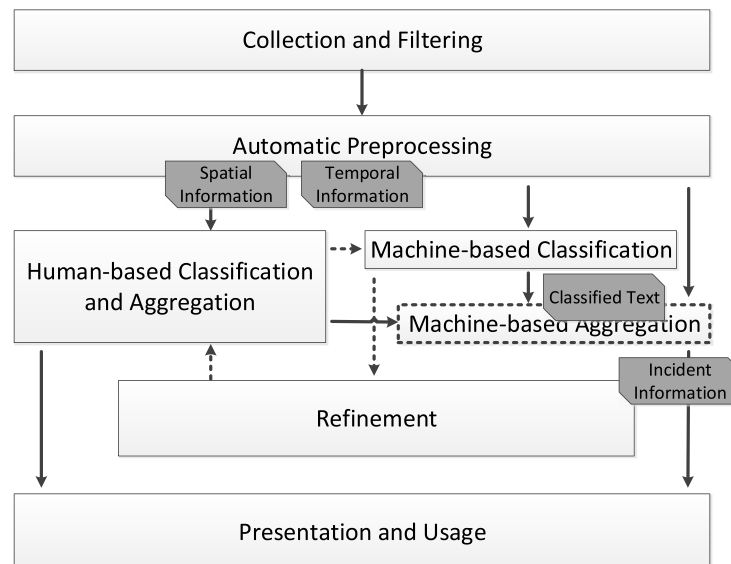 Collection and Filtering
Automatic Preprocessing
Spatial
Information
Temporal
Information
Human-based Classification
and Aggregation
Machine-based Classification
Classified Text
Machine-based Aggregation
Incident
Information
Refinement
Presentation and Usage